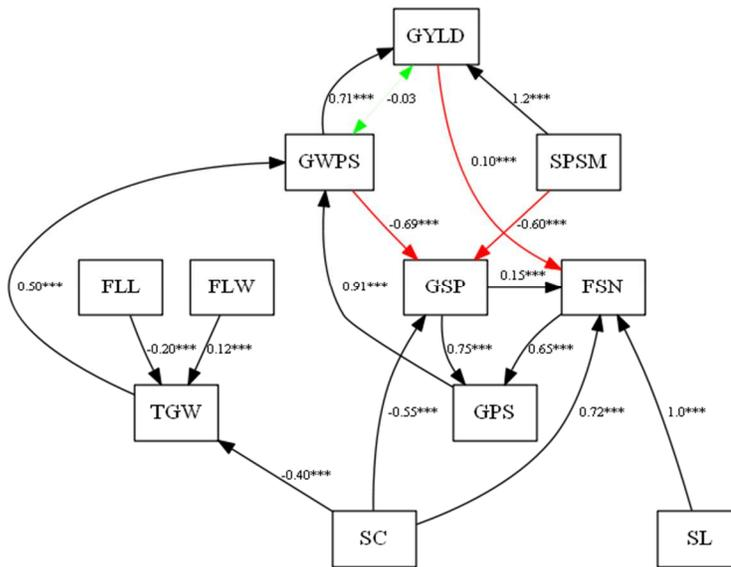 GYLD
0.71***
-0.03
1.2***
GWPS
SPSM
0.10***
-0.69***
-0.60***
0.50***
FLL
FLW
0.91***
GSP
0.15***
FSN
-0.20***
0.12***
0.75***
0.65***
TGW
GPS
-0.55***
0.72***
1.0***
-0.40***
SC
SL